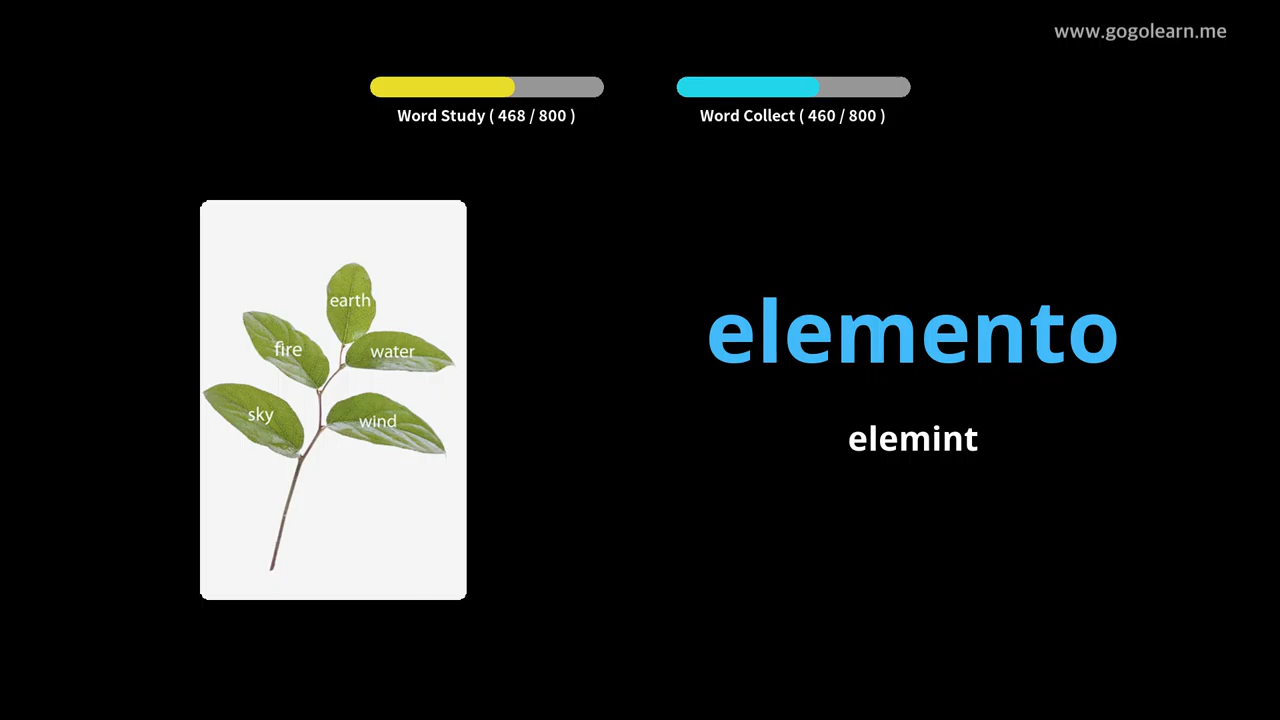 www.gogolearn.me
Word Study ( 468 / 800 )
Word Collect ( 460 / 800 )
earth
fire
water
sky
wind
elemento
elemint